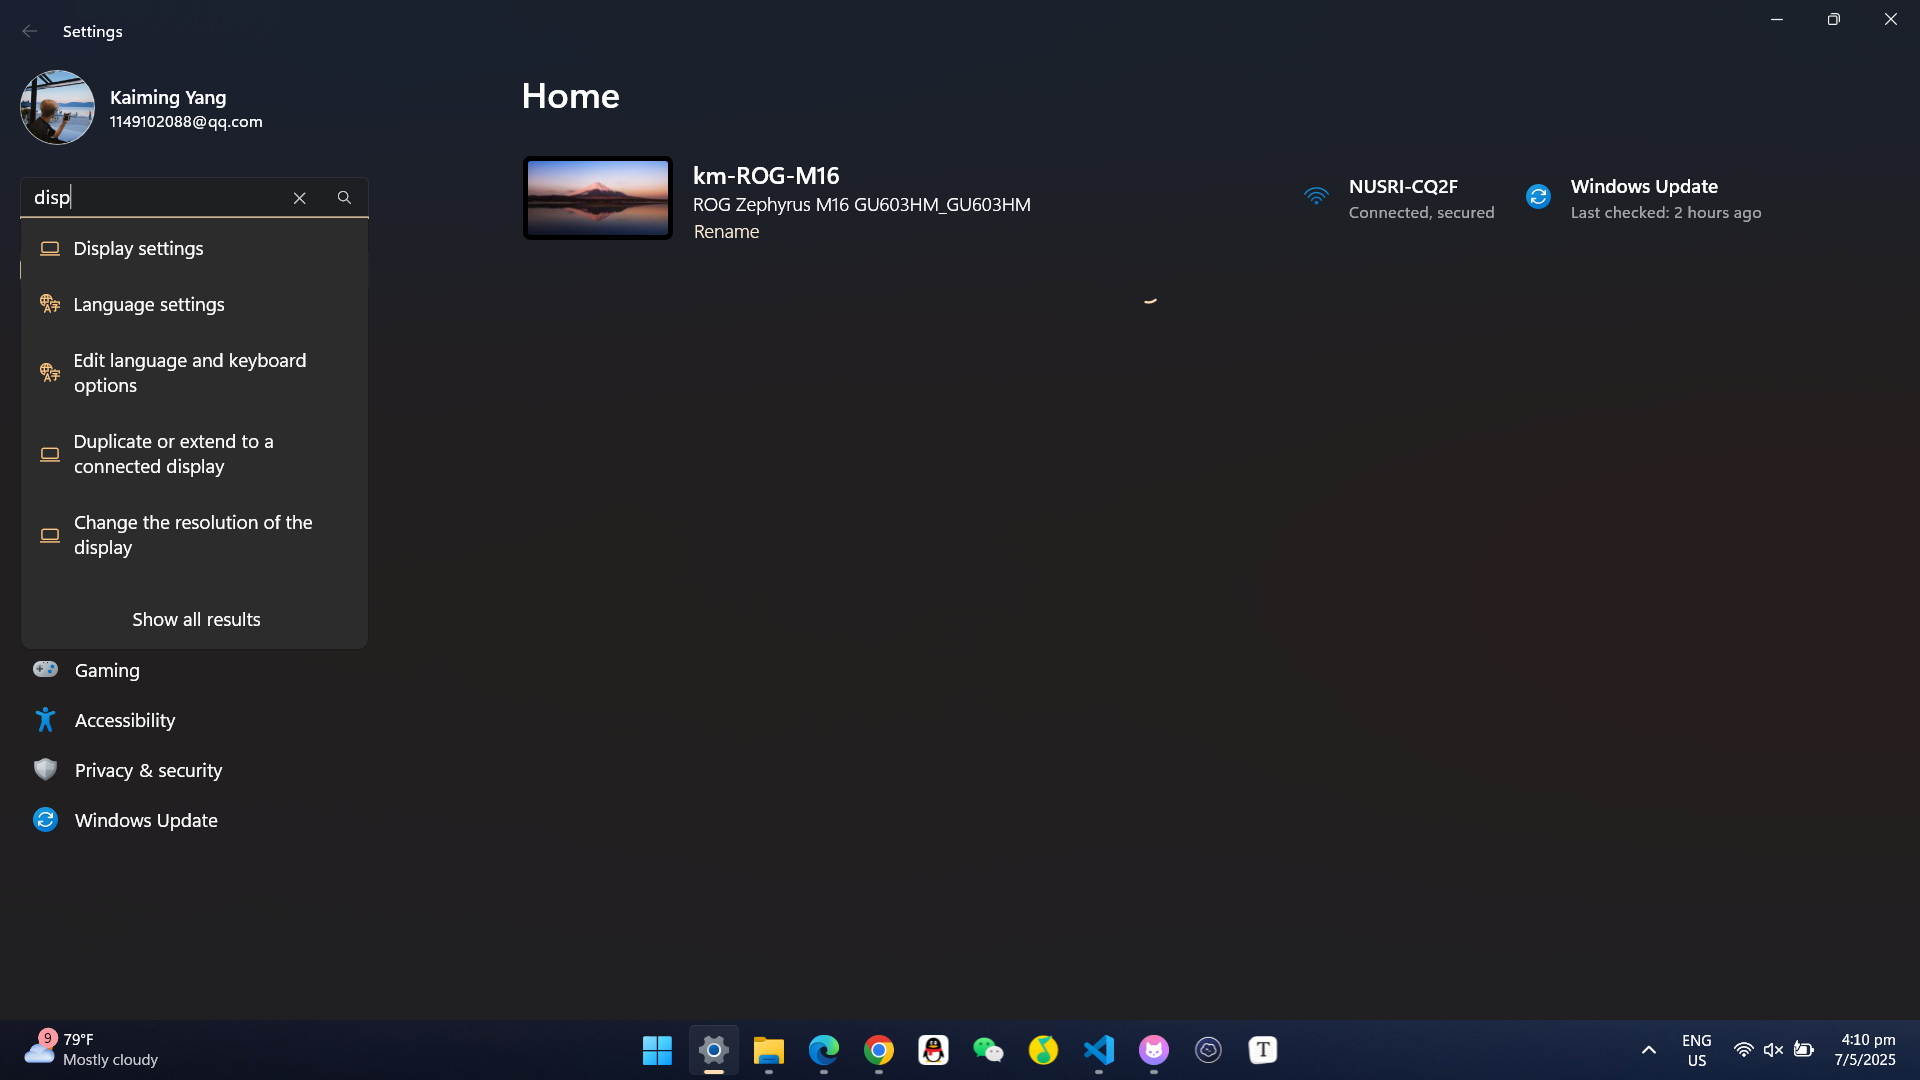 Settings
Kaiming Yang
1149102088@qq.com
disp
Display settings
Language settings
Edit language and keyboard
options
Duplicate or extend to a
connected display
Change the resolution of the
display
Show all results
Gaming
Accessibility
Privacy & security
Windows Update
Home
km-ROG-M16
ROG Zephyrus M16 GU603HM_GU603HM
Rename
NUSRI-CQ2F
Connected, secured
Windows Update
Last checked: 2 hours ago
9
79°F
Mostly cloudy
T
ENG
US
4:10 pm
7/5/2025